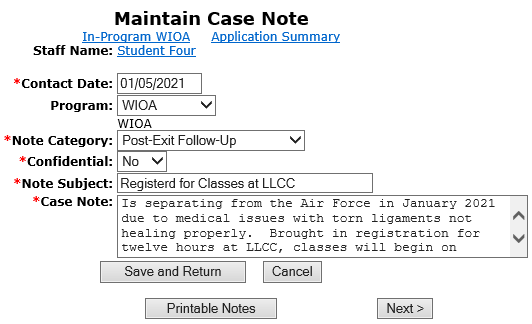 Maintain Case Note
In-Program WIOA Application Summary
Staff Name: Student Four
*Contact Date: 01/05/2021
Program: WIOA
WIOA
*Note Category: Post-Exit Follow-Up
*Confidential: No
*Note Subject: Registerd for Classes at LLCC
*Case Note: Is separating from the Air Force in January 2021
due to medical issues with torn ligaments not
healing properly.  Brought in registration for
twelve hours at LLCC, classes will begin on
Save and Return Cancel
Printable Notes Next >